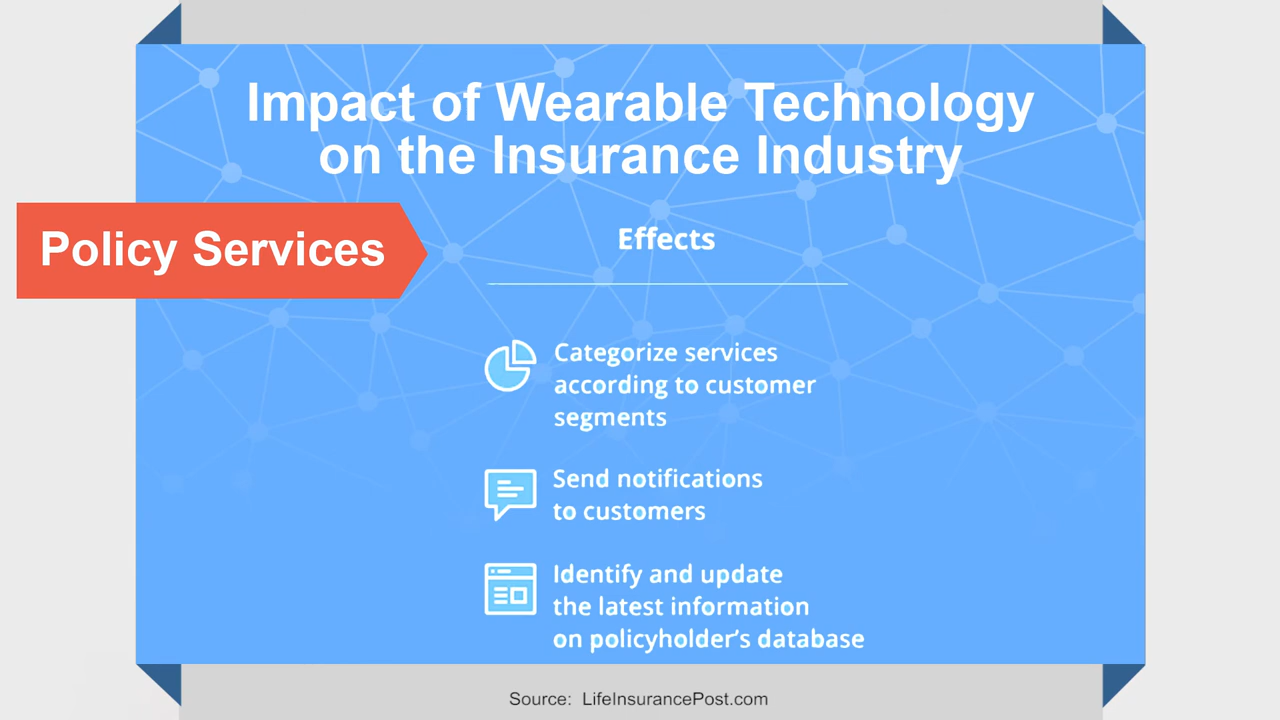 Impact of Wearable Technology
on the Insurance Industry
Policy Services
Effects
Categorize services
according to customer
segments
Send notifications
to customers
Identify and update
the latest information
on policyholder’s database
Source: LifeInsurancePost.com